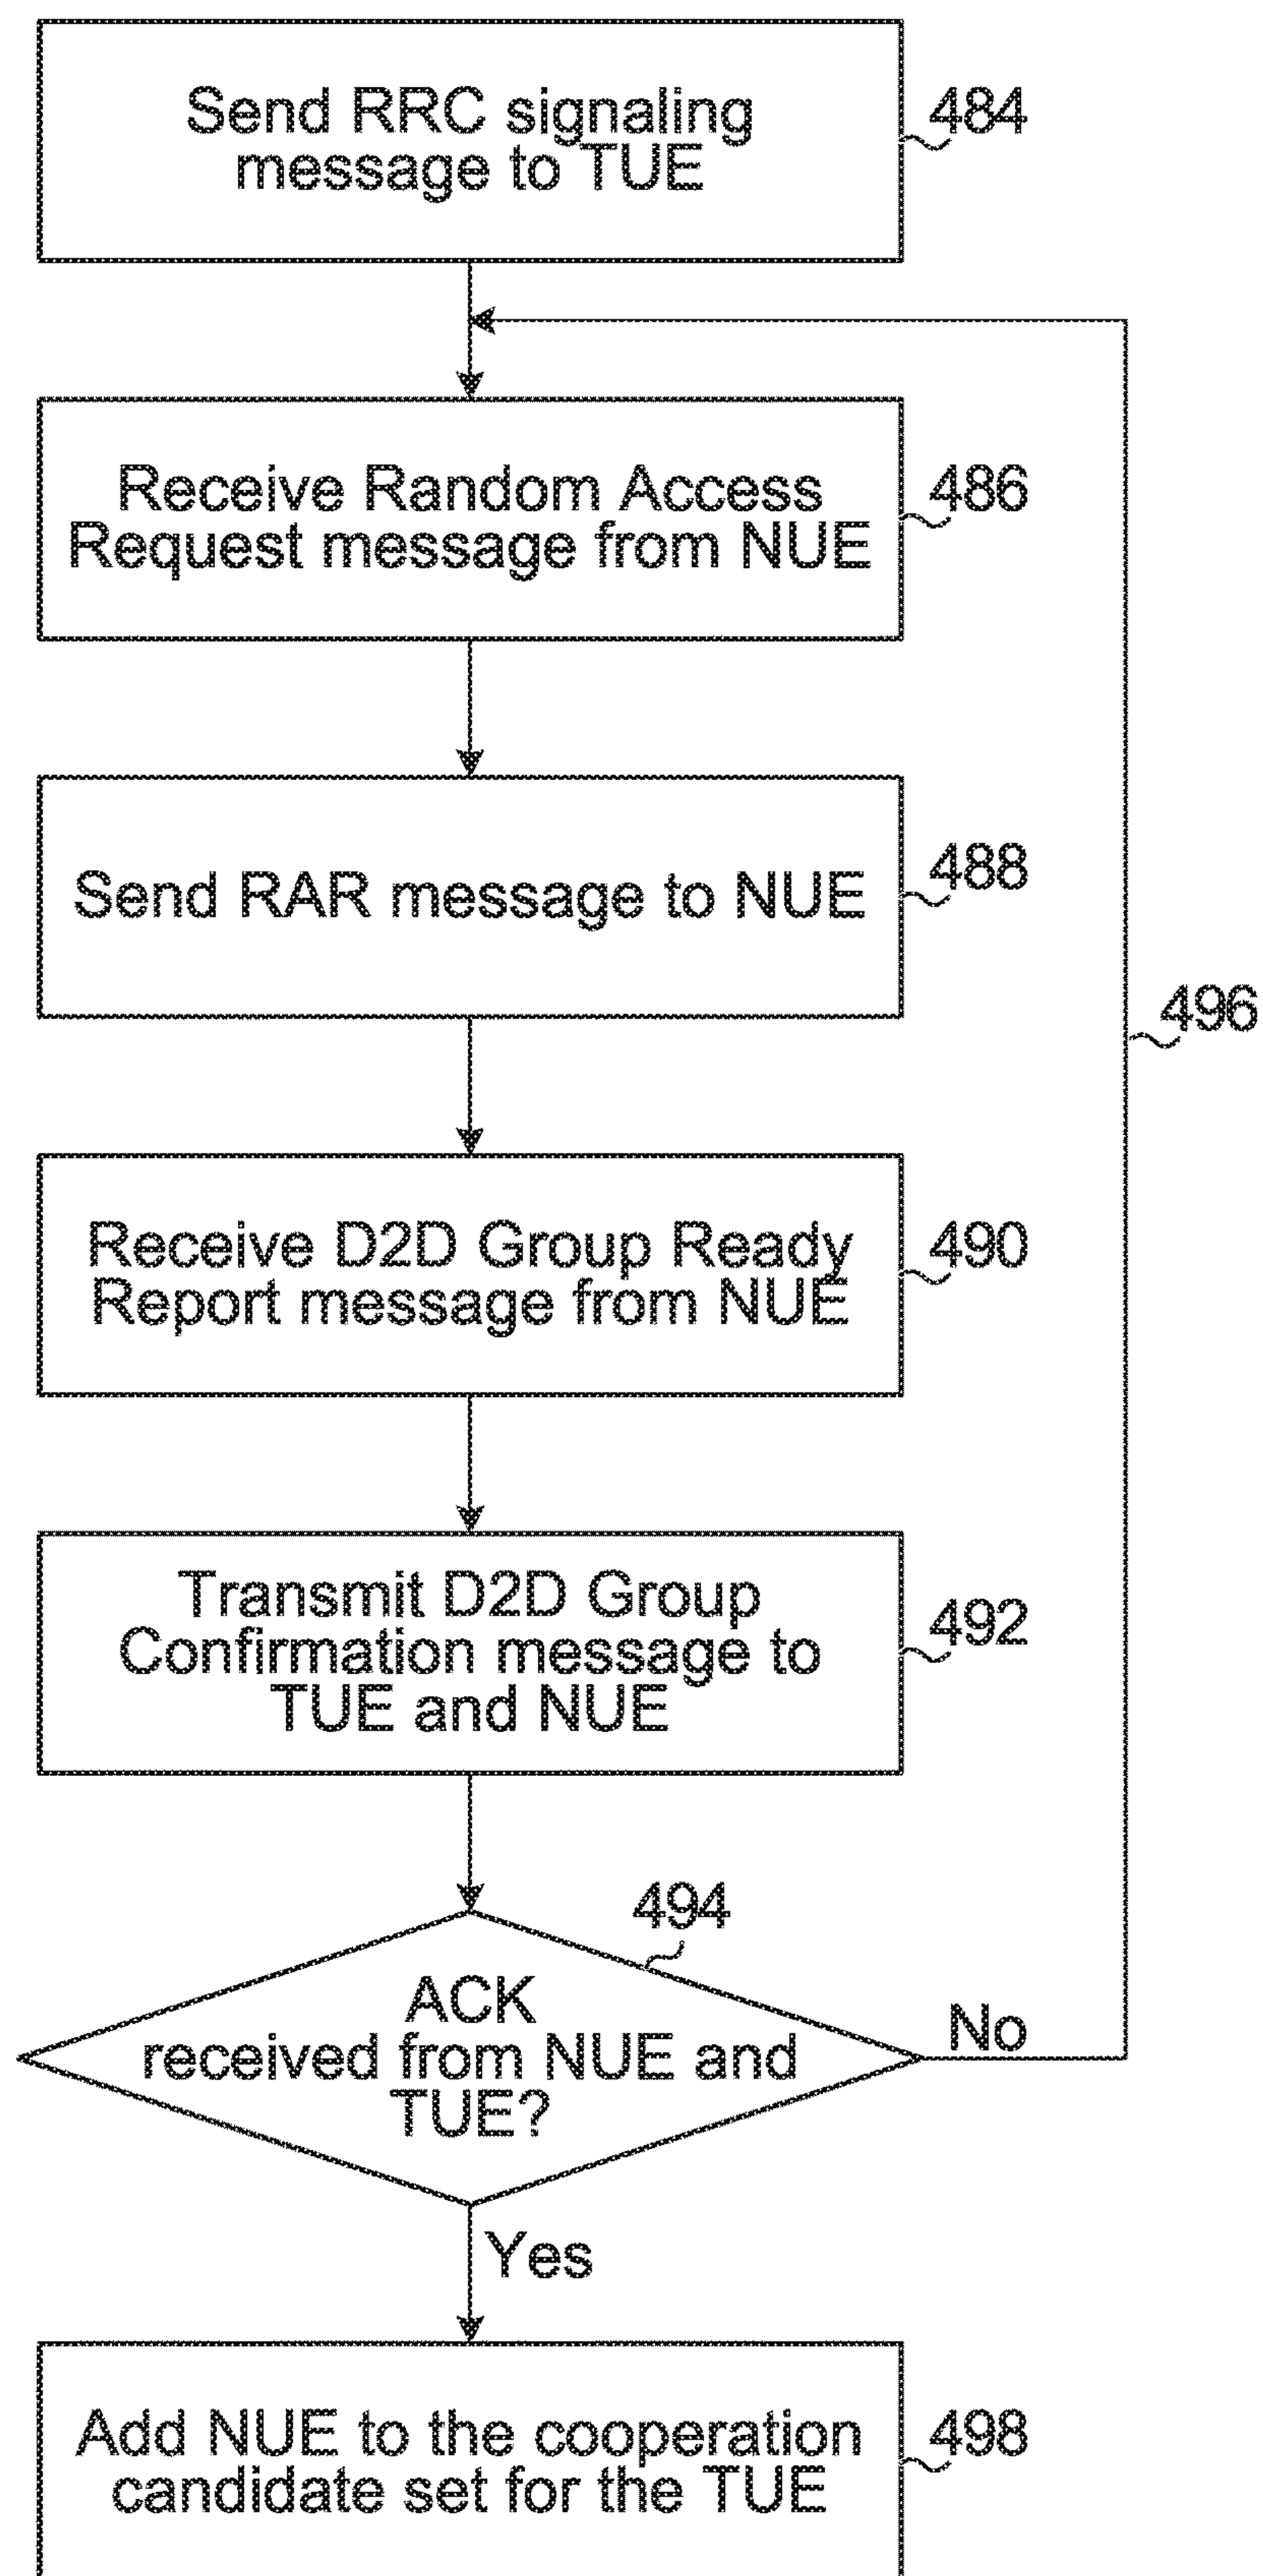 Send RRC signaling
message to TUE
484
Receive Random Access
Request message from NUE
486
Send RAR message to NUE
488
496
Receive D2D Group Ready
Report message from NUE
490
Transmit D2D Group
Confirmation message to
TUE and NUE
492
494
ACK
received from NUE and
TUE?
No
Yes
Add NUE to the cooperation
candidate set for the TUE
498